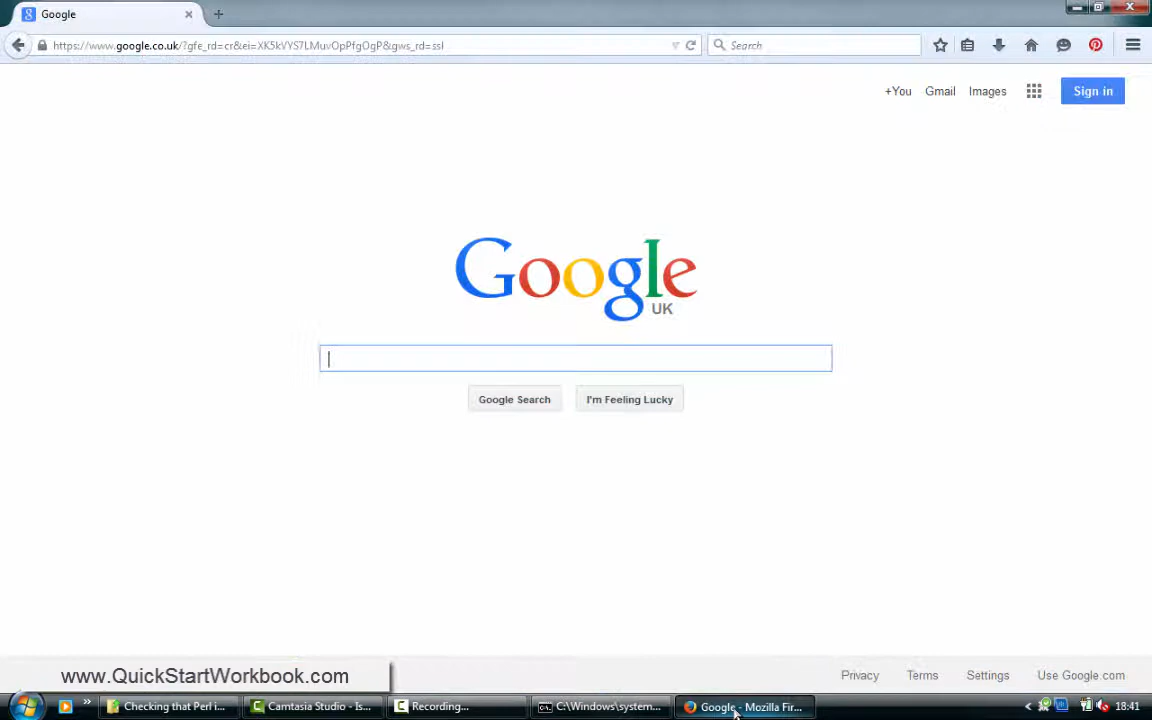 Google
https://www.google.co.uk/?gfe_rd=cr&ei=XK5kVYS7LMuvOpPfgOgP&gws_rd=ssl
Search
+You Gmail Images Sign in
Google
UK
Google Search I'm Feeling Lucky
www.QuickStartWorkbook.com
Privacy Terms Settings Use Google.com
Checking that Perl i... Camtasia Studio - Is... Recording... C:\Windows\system... Google - Mozilla Fir... 18:41